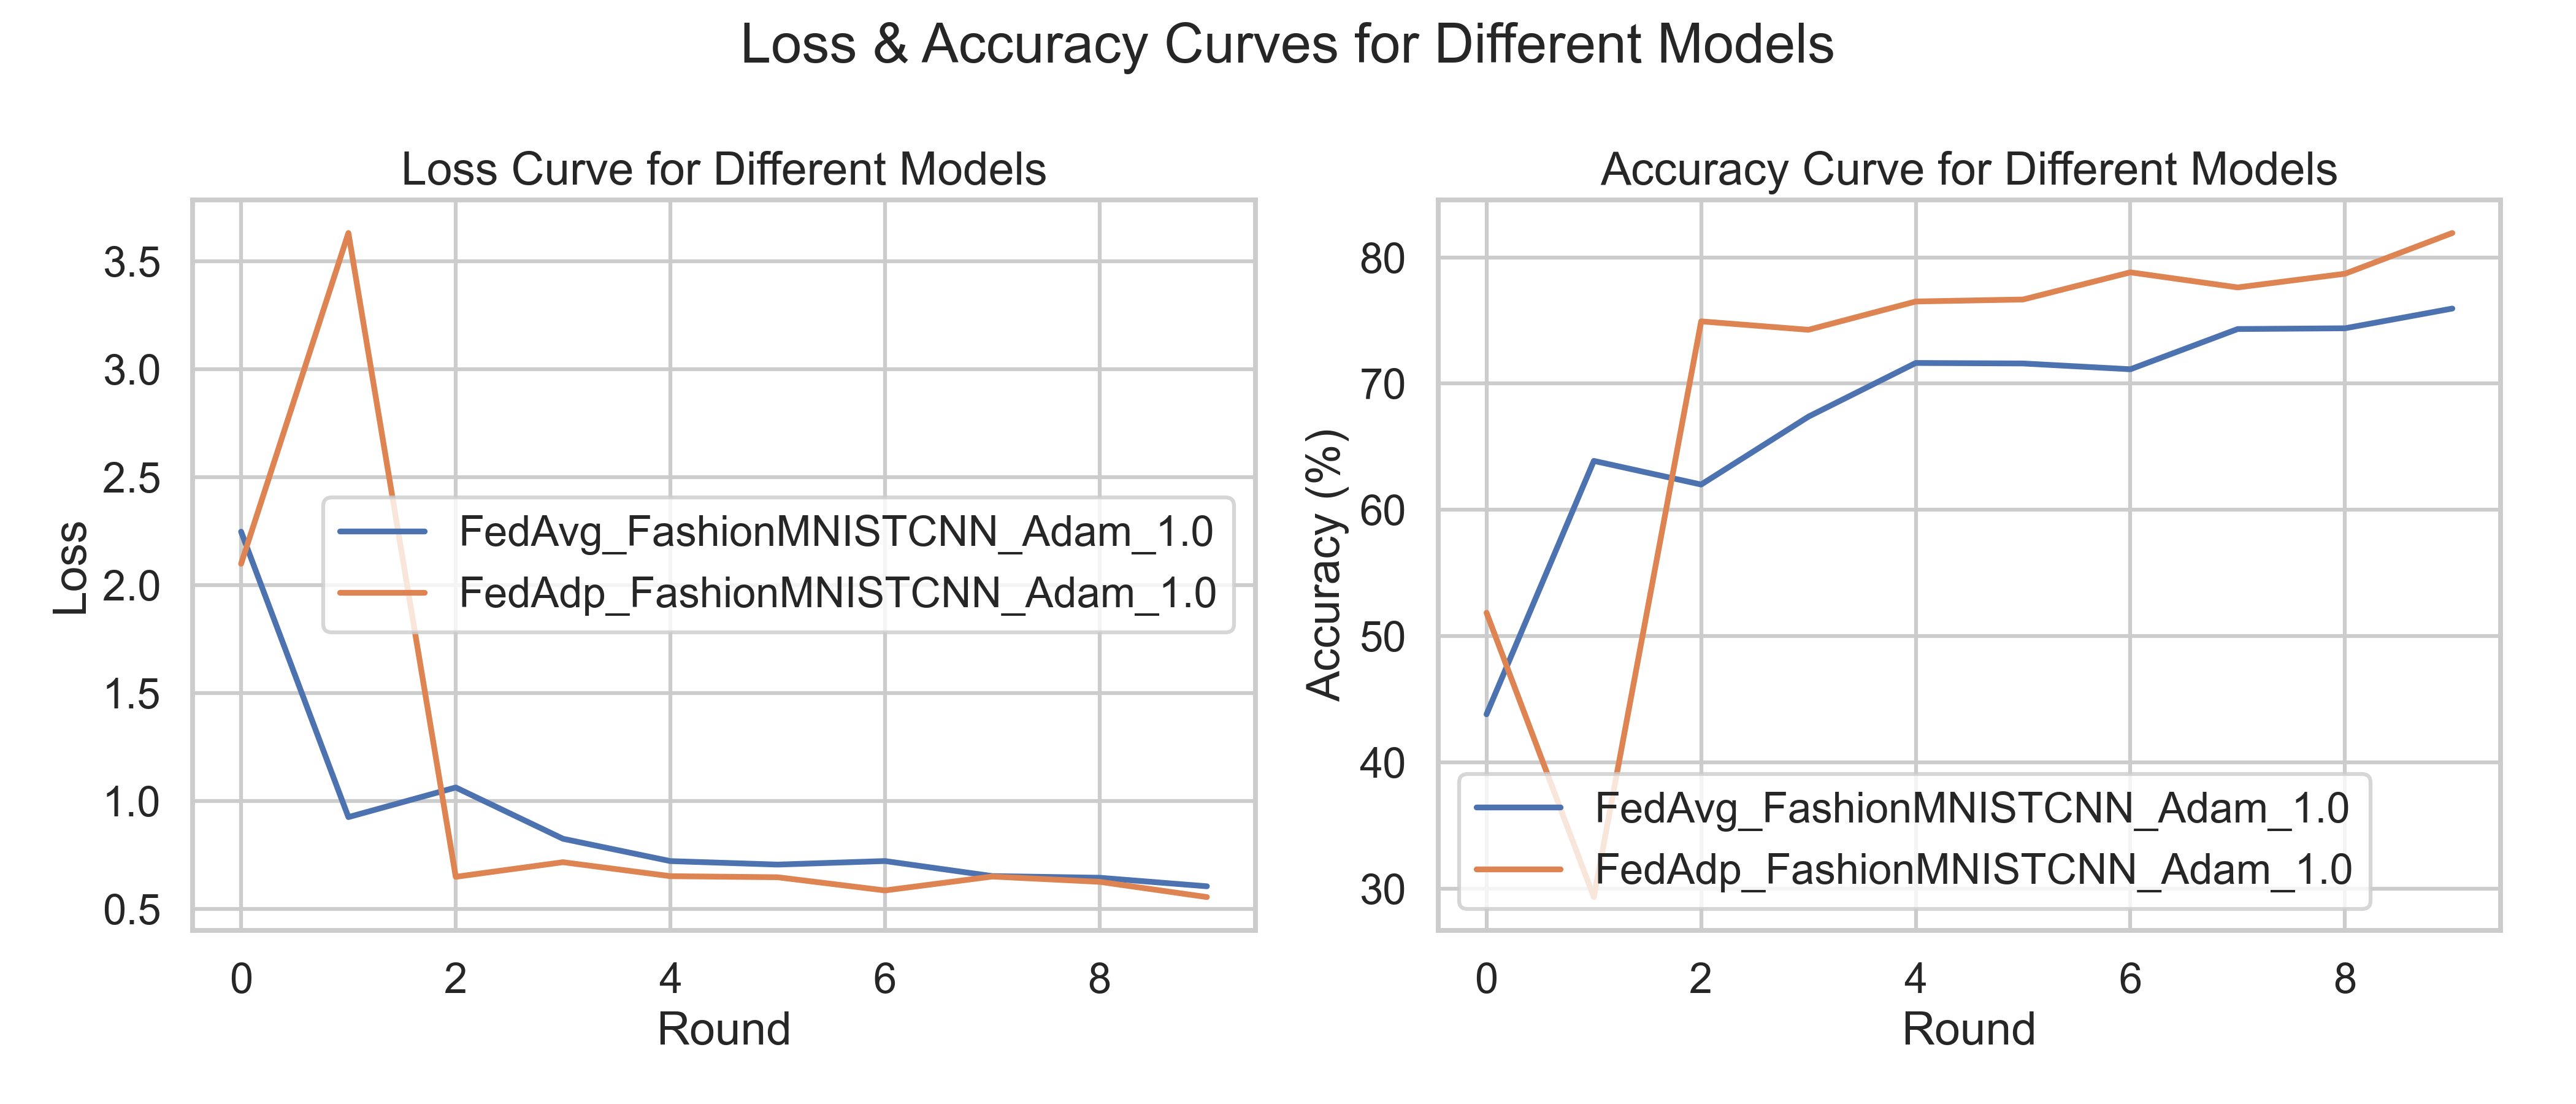 Loss & Accuracy Curves for Different Models
Loss Curve for Different Models
3.5
3.0
2.5
2.0
1.5
1.0
0.5
Loss
FedAvg_FashionMNISTCNN_Adam_1.0
FedAdp_FashionMNISTCNN_Adam_1.0
0 2 4 6 8
Round
Accuracy Curve for Different Models
80
70
60
50
40
30
Accuracy (%)
FedAvg_FashionMNISTCNN_Adam_1.0
FedAdp_FashionMNISTCNN_Adam_1.0
0 2 4 6 8
Round